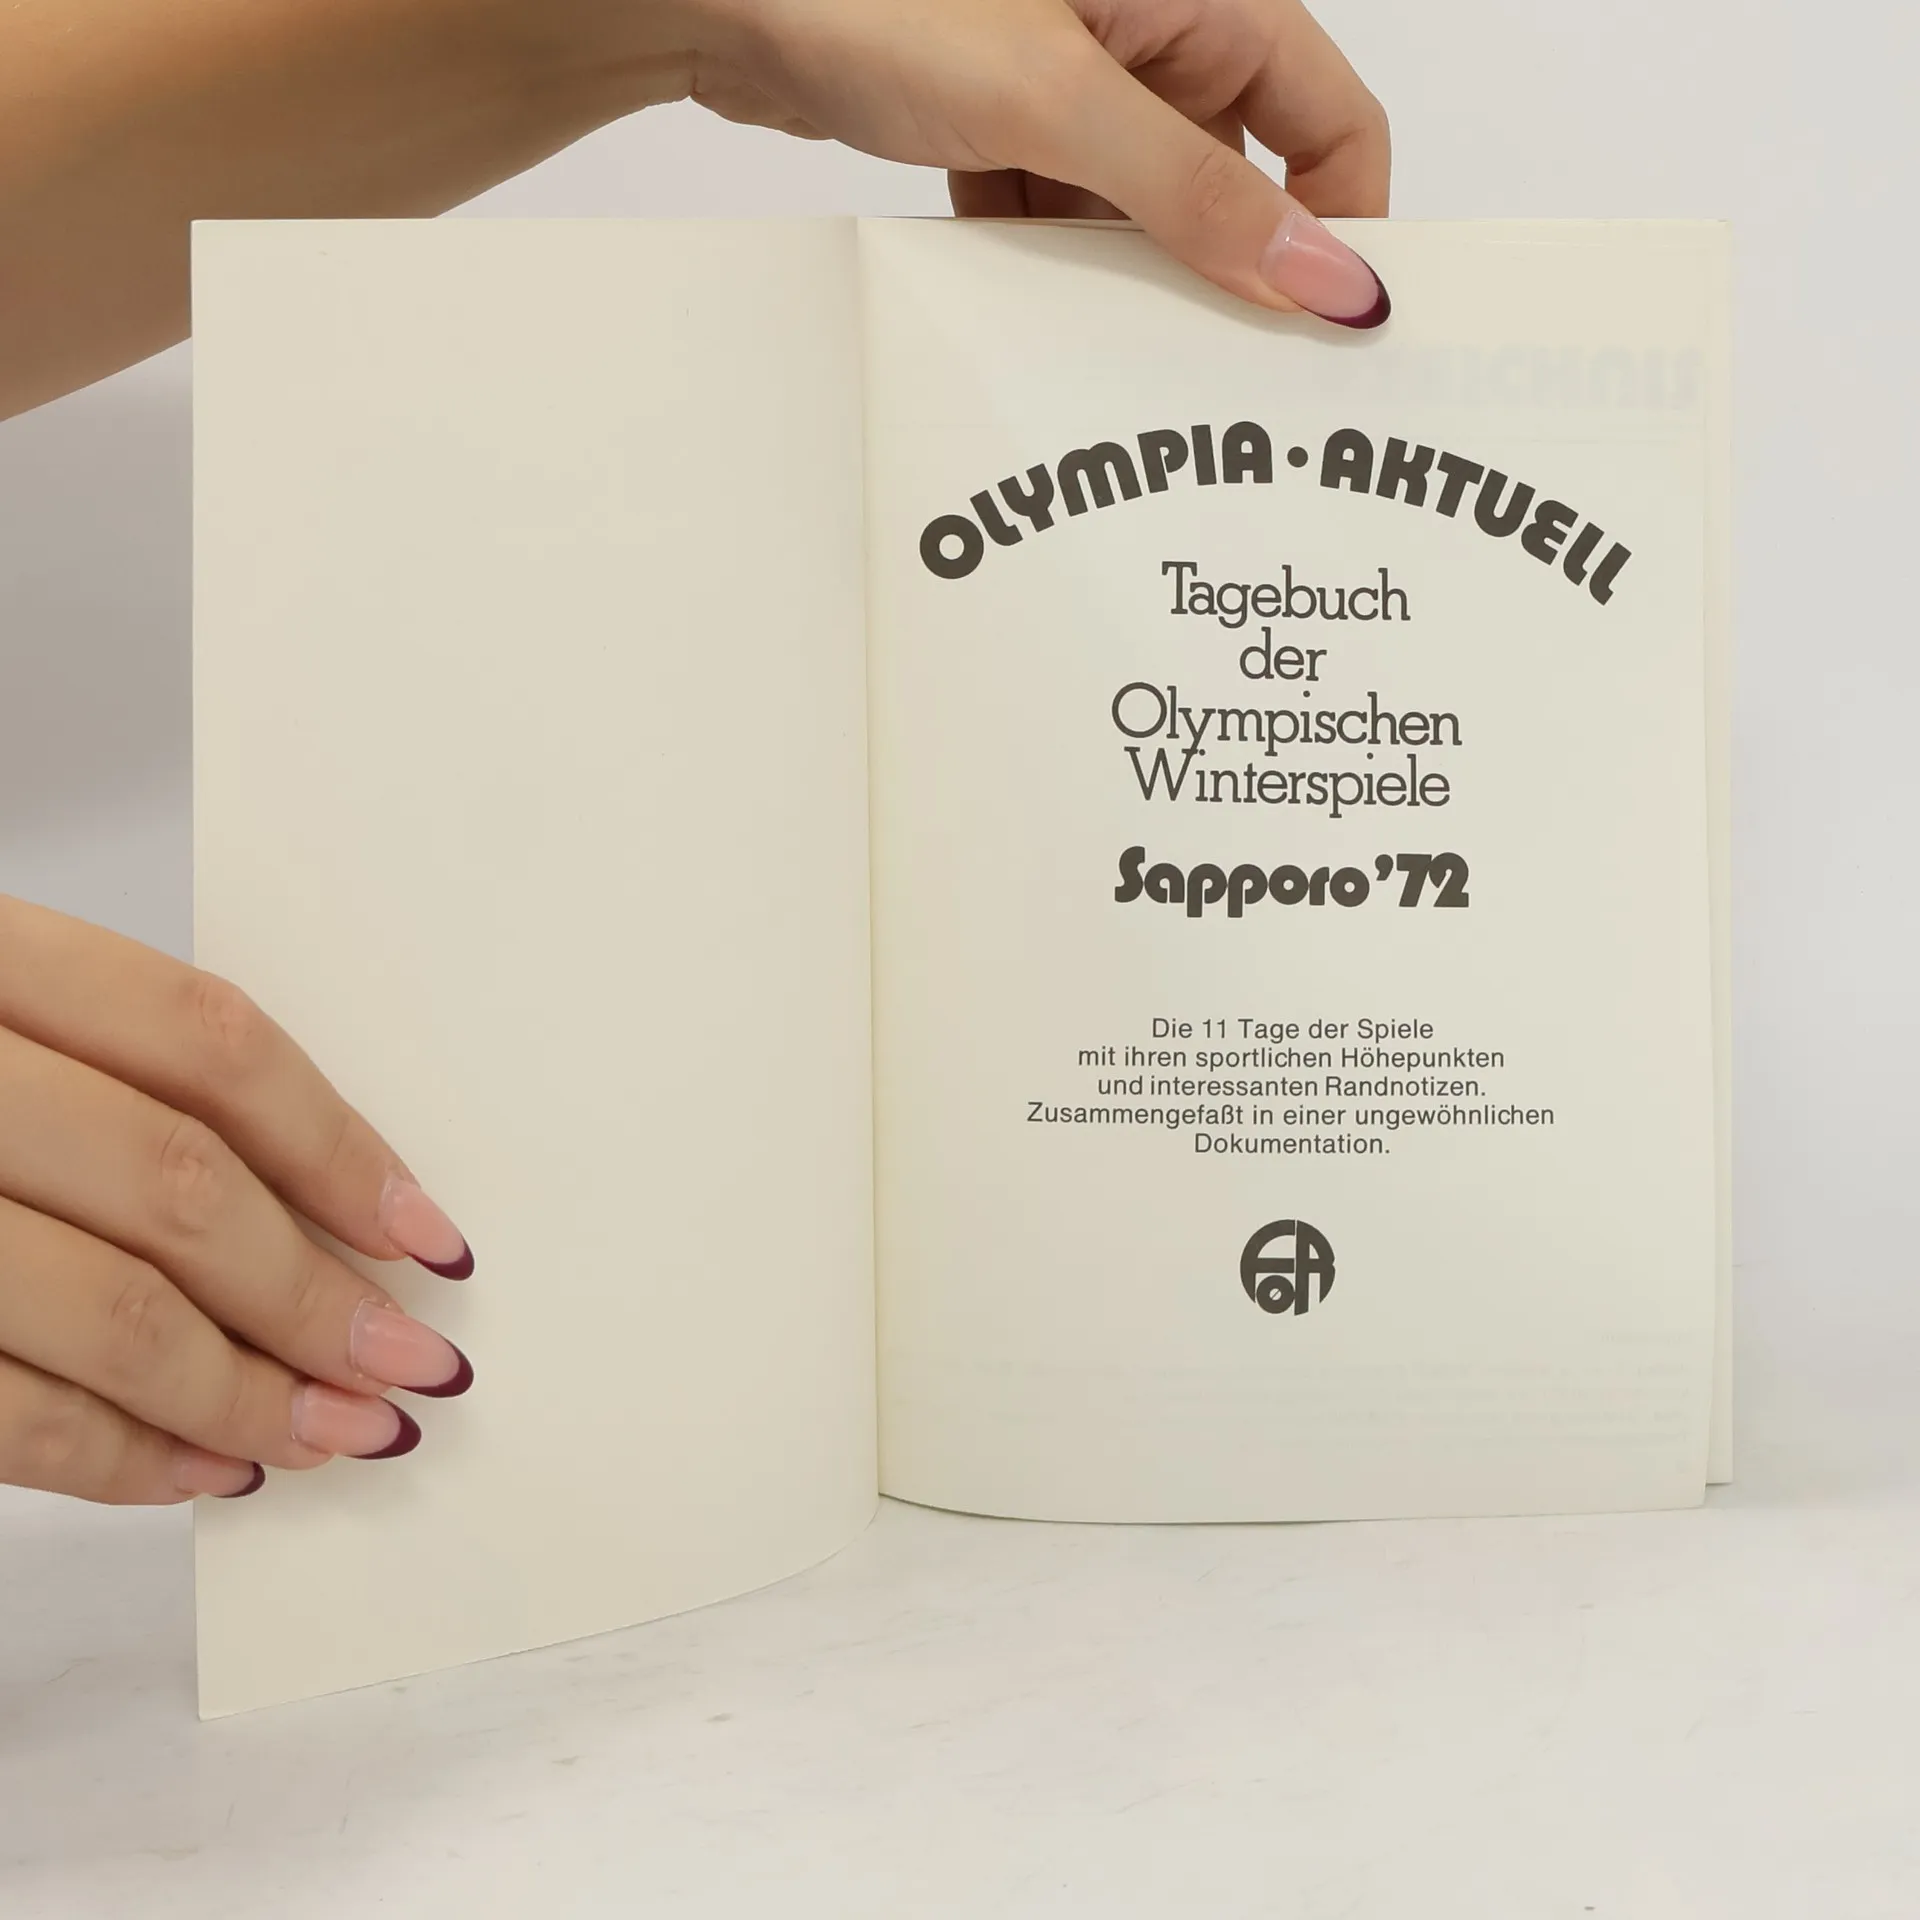 OLYMPIA • AKTUELL
Tagebuch
der
Olympischen
Winterspiele
Sapporo '72
Die 11 Tage der Spiele
mit ihren sportlichen Höhepunkten
und interessanten Randnotizen.
Zusammengefaßt in einer ungewöhnlichen
Dokumentation.